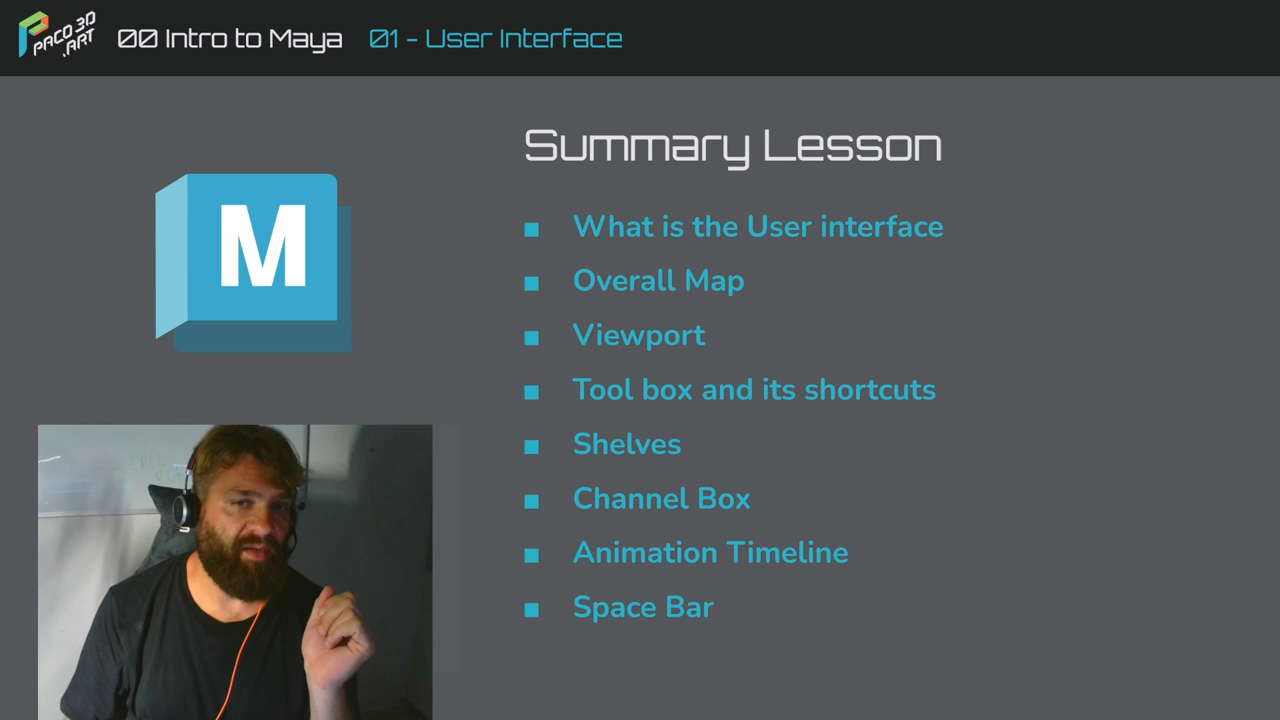 PACO 3D
.ART
00 Intro to Maya
01 - User Interface
Summary Lesson
M
■ What is the User interface
■ Overall Map
■ Viewport
■ Tool box and its shortcuts
■ Shelves
■ Channel Box
■ Animation Timeline
■ Space Bar